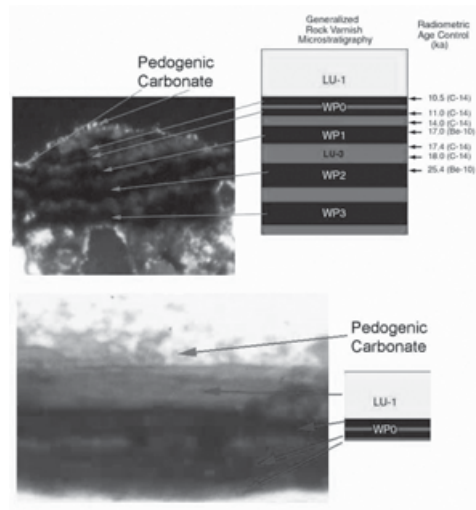 Generalized
Rock Varnish
Microstratigraphy
Radiometric
Age Control
(ka)
Pedogenic
Carbonate
LU-1
WP0
WP1
LU-2
WP2
WP3
10.5 (C-14)
11.0 (C-14)
14.0 (C-14)
17.0 (Be-10)
17.4 (C-14)
18.0 (C-14)
25.4 (Be-10)
Pedogenic
Carbonate
LU-1
WP0